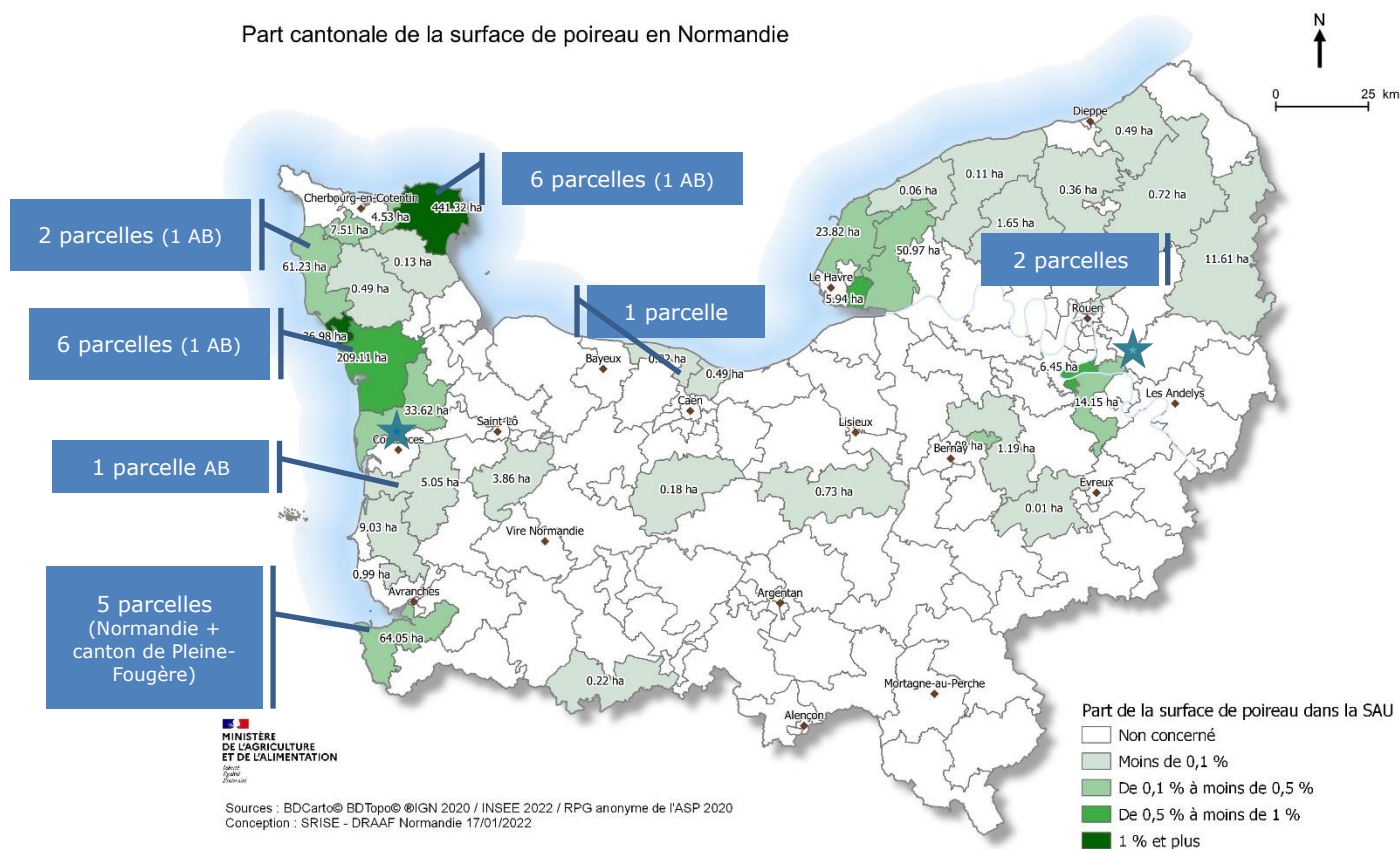 Part cantonale de la surface de poireau en Normandie
N
0 25 km
Dieppe
0.49 ha
6 parcelles (1 AB)
0.11 ha
0.36 ha
0.06 ha
0.72 ha
Cherbourg-en-Cotentin
441.32 ha
4.53 ha
7.51 ha
2 parcelles (1 AB)
1.65 ha
23.82 ha
50.97 ha
61.23 ha
0.13 ha
2 parcelles
11.61 ha
0.49 ha
Le Havre
5.94 ha
1 parcelle
Rouen
6 parcelles (1 AB)
209.11 ha
Bayeux
0.49 ha
6.45 ha
Les Andelys
33.62 ha
Caen
14.15 ha
Saint-Lô
Lisieux
Bernay
1.19 ha
1 parcelle AB
5.05 ha
3.86 ha
0.18 ha
0.73 ha
Evreux
0.01 ha
9.03 ha
Vire Normandie
0.99 ha
Avranches
Argentan
5 parcelles
(Normandie +
canton de Pleine-
Fougère)
64.05 ha
0.22 ha
Mortagne-au-Perche
Alençon
MINISTÈRE
DE L'AGRICULTURE
ET DE L'ALIMENTATION
Sources : BDCarto© BDTopo© ®IGN 2020 / INSEE 2022 / RPG anonyme de l'ASP 2020
Conception : SRISE - DRAAF Normandie 17/01/2022
Part de la surface de poireau dans la SAU
Non concerné
Moins de 0,1 %
De 0,1 % à moins de 0,5 %
De 0,5 % à moins de 1 %
1 % et plus